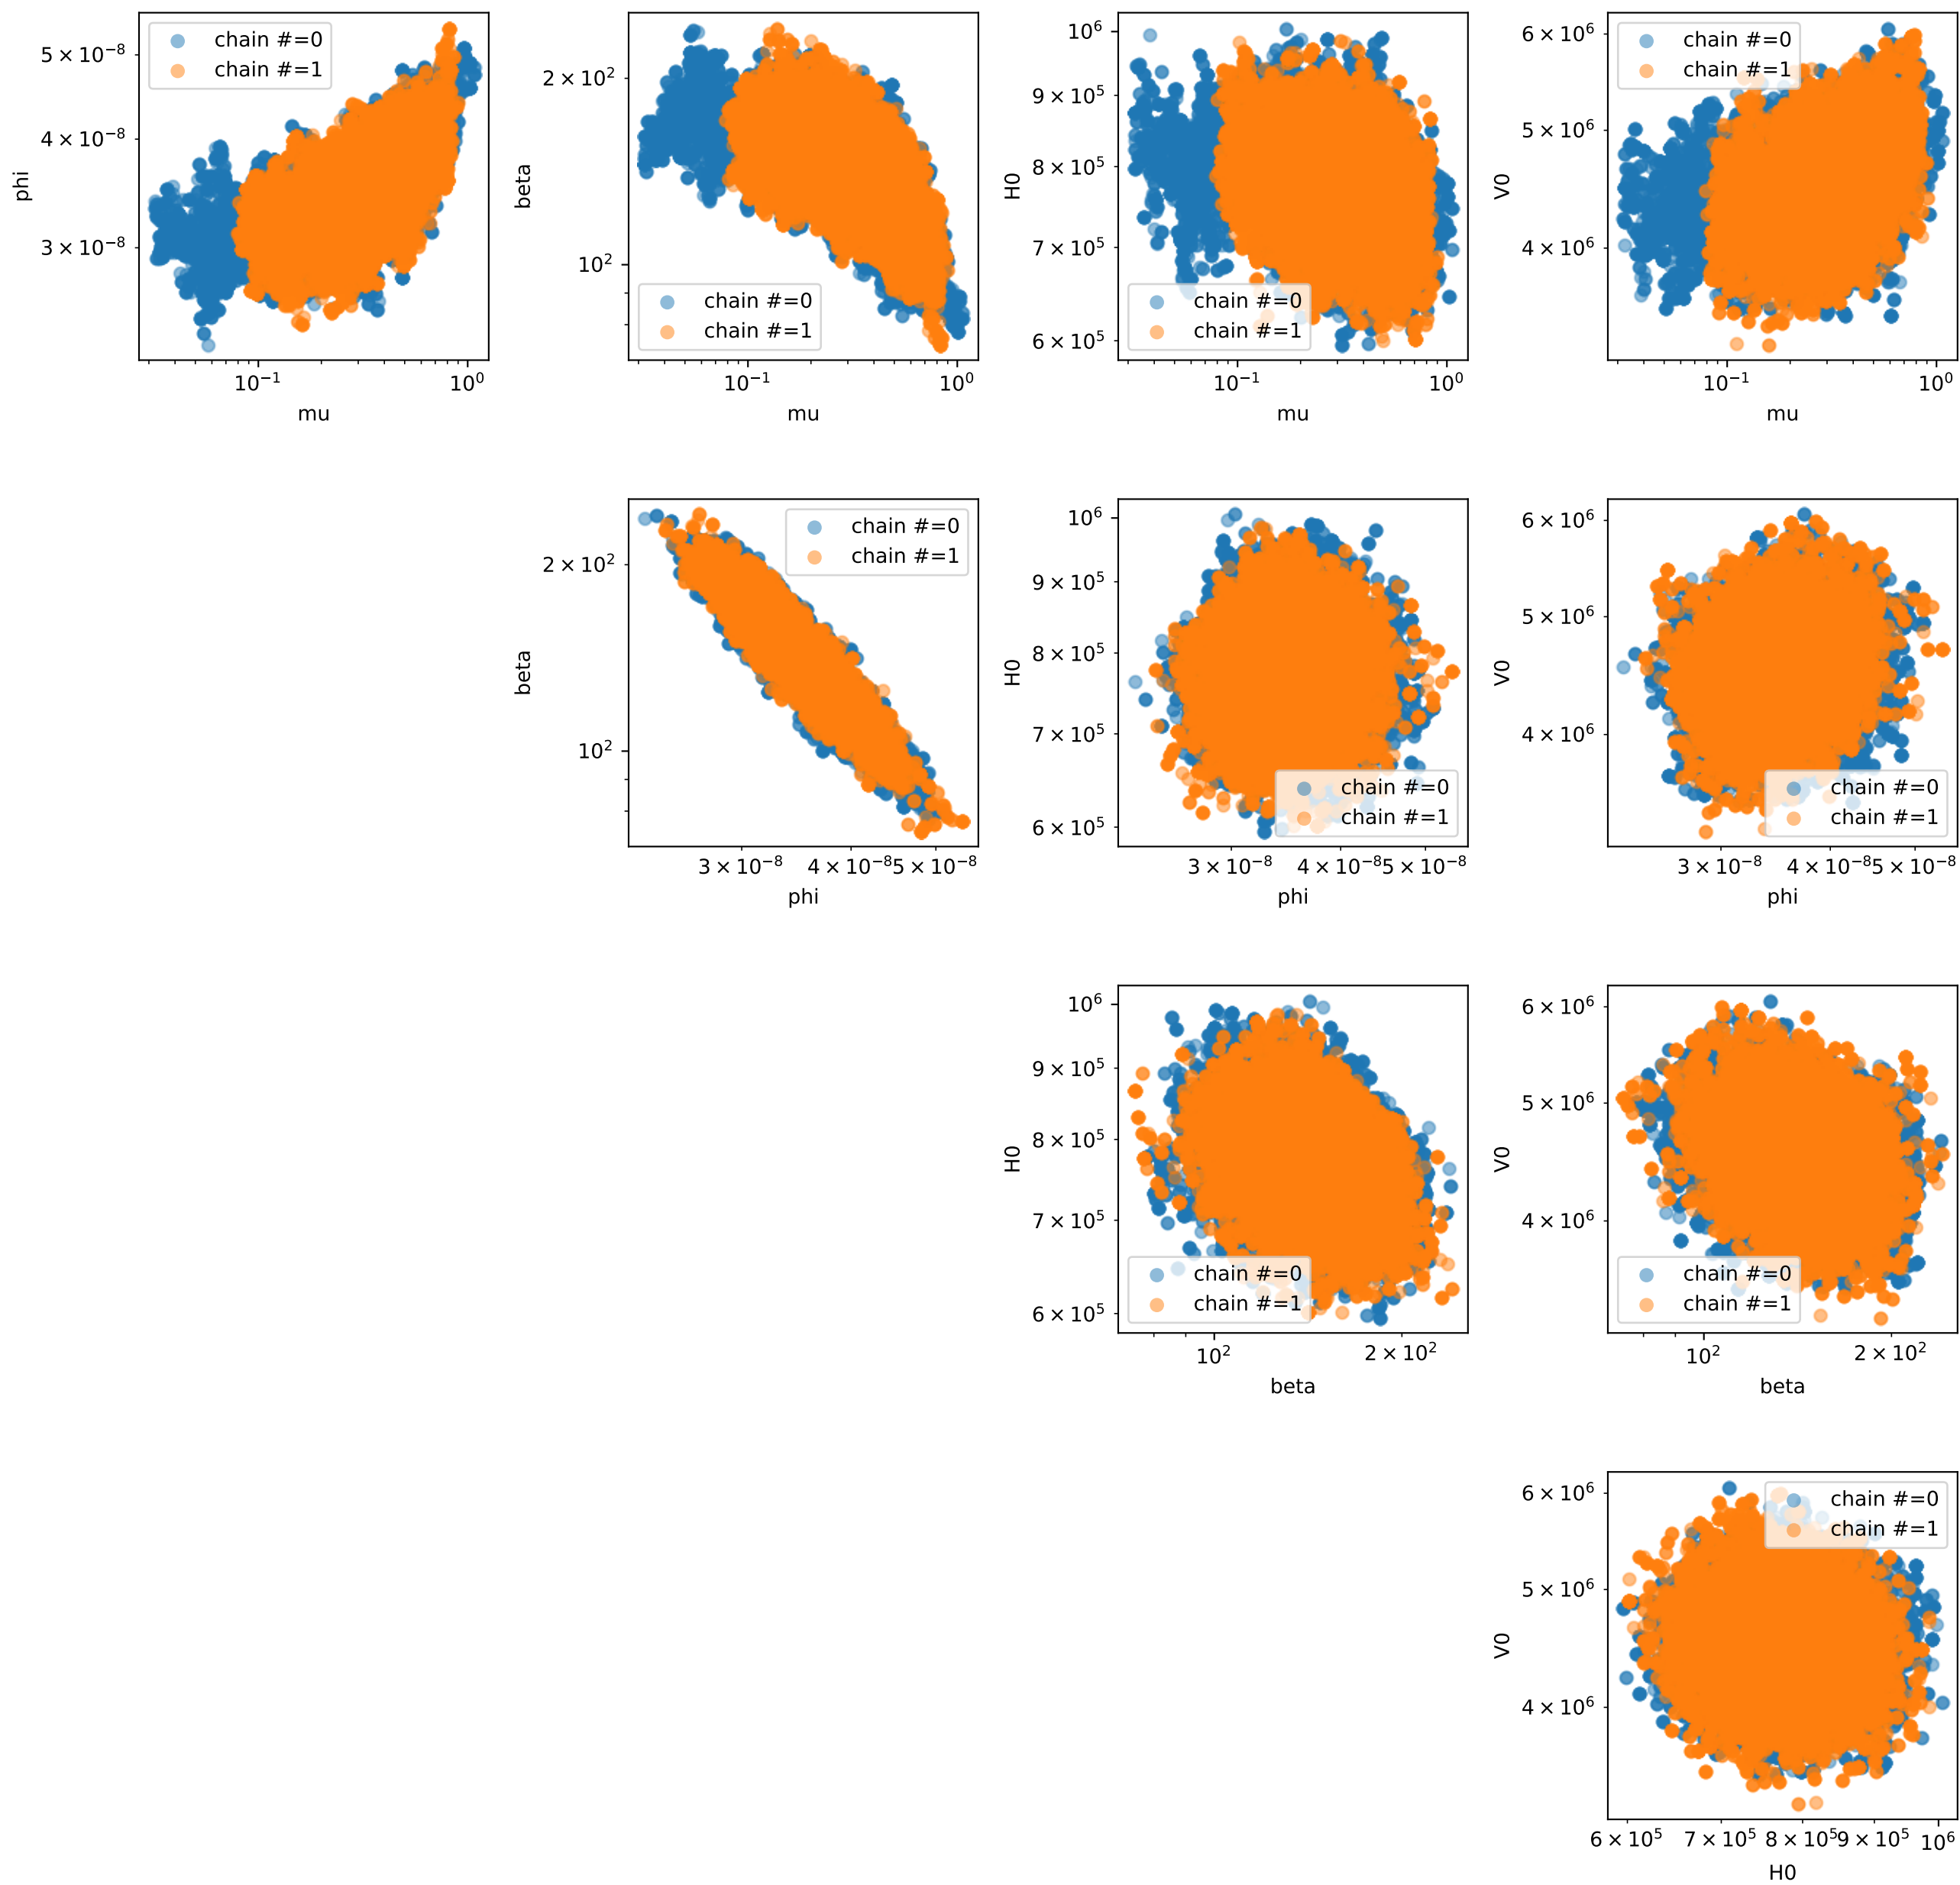 phi
5 × 10⁻⁸
4 × 10⁻⁸
3 × 10⁻⁸
chain #=0
chain #=1
10⁻¹ 10⁰
mu
beta
2 × 10²
10²
chain #=0
chain #=1
10⁻¹ 10⁰
mu
H0
10⁶
9 × 10⁵
8 × 10⁵
7 × 10⁵
6 × 10⁵
chain #=0
chain #=1
10⁻¹ 10⁰
mu
V0
6 × 10⁶
5 × 10⁶
4 × 10⁶
chain #=0
chain #=1
10⁻¹ 10⁰
mu
beta
2 × 10²
10²
chain #=0
chain #=1
3 × 10⁻⁸ 4 × 10⁻⁸ 5 × 10⁻⁸
phi
H0
10⁶
9 × 10⁵
8 × 10⁵
7 × 10⁵
6 × 10⁵
chain #=0
chain #=1
3 × 10⁻⁸ 4 × 10⁻⁸ 5 × 10⁻⁸
phi
V0
6 × 10⁶
5 × 10⁶
4 × 10⁶
chain #=0
chain #=1
3 × 10⁻⁸ 4 × 10⁻⁸ 5 × 10⁻⁸
phi
H0
10⁶
9 × 10⁵
8 × 10⁵
7 × 10⁵
6 × 10⁵
chain #=0
chain #=1
10² 2 × 10²
beta
V0
6 × 10⁶
5 × 10⁶
4 × 10⁶
chain #=0
chain #=1
10² 2 × 10²
beta
V0
6 × 10⁶
5 × 10⁶
4 × 10⁶
chain #=0
chain #=1
6 × 10⁵ 7 × 10⁵ 8 × 10⁵ 9 × 10⁵ 10⁶
H0